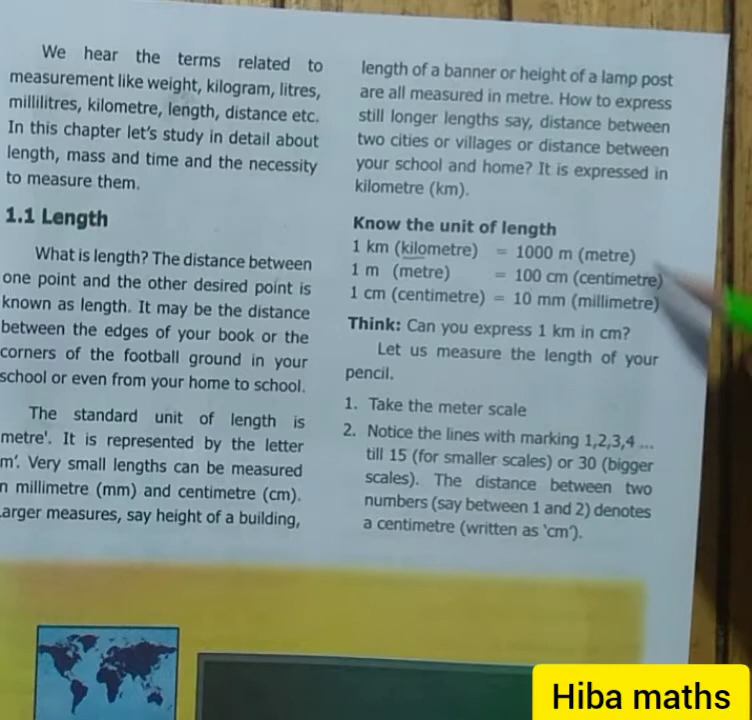 We hear the terms related to
measurement like weight, kilogram, litres,
millilitres, kilometre, length, distance etc.
In this chapter let's study in detail about
length, mass and time and the necessity
to measure them.
1.1 Length
What is length? The distance between
one point and the other desired point is
known as length. It may be the distance
between the edges of your book or the
corners of the football ground in your
school or even from your home to school.
The standard unit of length is
metre'. It is represented by the letter
m'. Very small lengths can be measured
n millimetre (mm) and centimetre (cm).
arger measures, say height of a building,
length of a banner or height of a lamp post
are all measured in metre. How to express
still longer lengths say, distance between
two cities or villages or distance between
your school and home? It is expressed in
kilometre (km).
Know the unit of length
1 km (kilometre) = 1000 m (metre)
1 m (metre) = 100 cm (centimetre)
1 cm (centimetre) = 10 mm (millimetre)
Think: Can you express 1 km in cm?
Let us measure the length of your
pencil.
1. Take the meter scale
2. Notice the lines with marking 1,2,3,4 ...
till 15 (for smaller scales) or 30 (bigger
scales). The distance between two
numbers (say between 1 and 2) denotes
a centimetre (written as 'cm').
Hiba maths